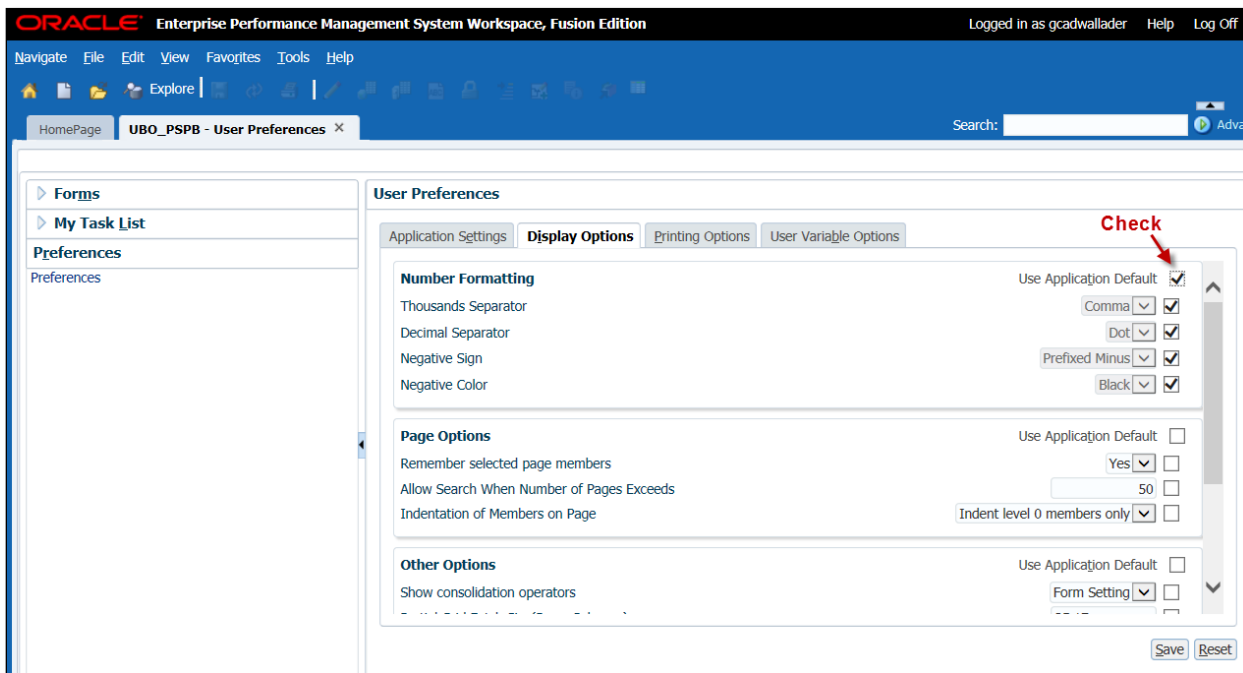 ORACLE Enterprise Performance Management System Workspace, Fusion Edition Logged in as gcadwallader Help Log Off
Navigate File Edit View Favorites Tools Help
Explore
HomePage UBO_PSPB - User Preferences × Search: Adva
Forms
My Task List
Preferences
Preferences
User Preferences
Application Settings Display Options Printing Options User Variable Options
Check
Number Formatting Use Application Default
Thousands Separator Comma
Decimal Separator Dot
Negative Sign Prefixed Minus
Negative Color Black
Page Options Use Application Default
Remember selected page members Yes
Allow Search When Number of Pages Exceeds 50
Indentation of Members on Page Indent level 0 members only
Other Options Use Application Default
Show consolidation operators Form Setting
Save Reset